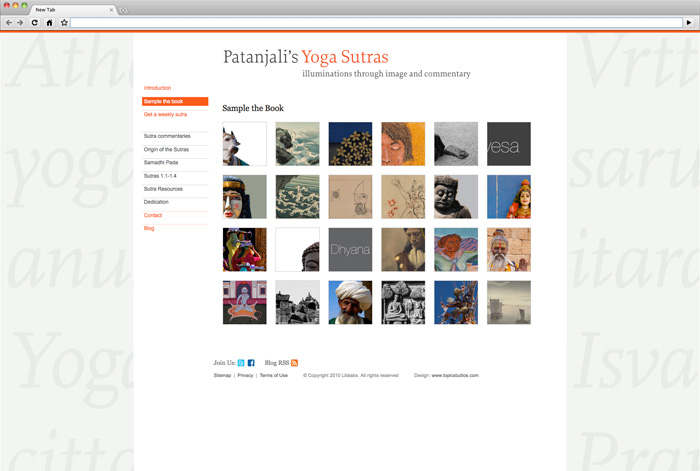 New Tab
Patanjali's Yoga Sutras
illuminations through image and commentary
Introduction
Sample the book
Get a weekly sutra
Sutra commentaries
Origin of the Sutras
Samadhi Pada
Sutras 1.1-1.4
Sutra Resources
Dedication
Contact
Blog
Sample the Book
vesa
Dhyana
Join Us:
Blog RSS
Sitemap | Privacy | Terms of Use
© Copyright 2010 Lilalabs. All rights reserved
Design: www.topicstudios.com
Atha
yoga
anu
Yoga
citta
Vrtti
saru
itan
Isva
Pra